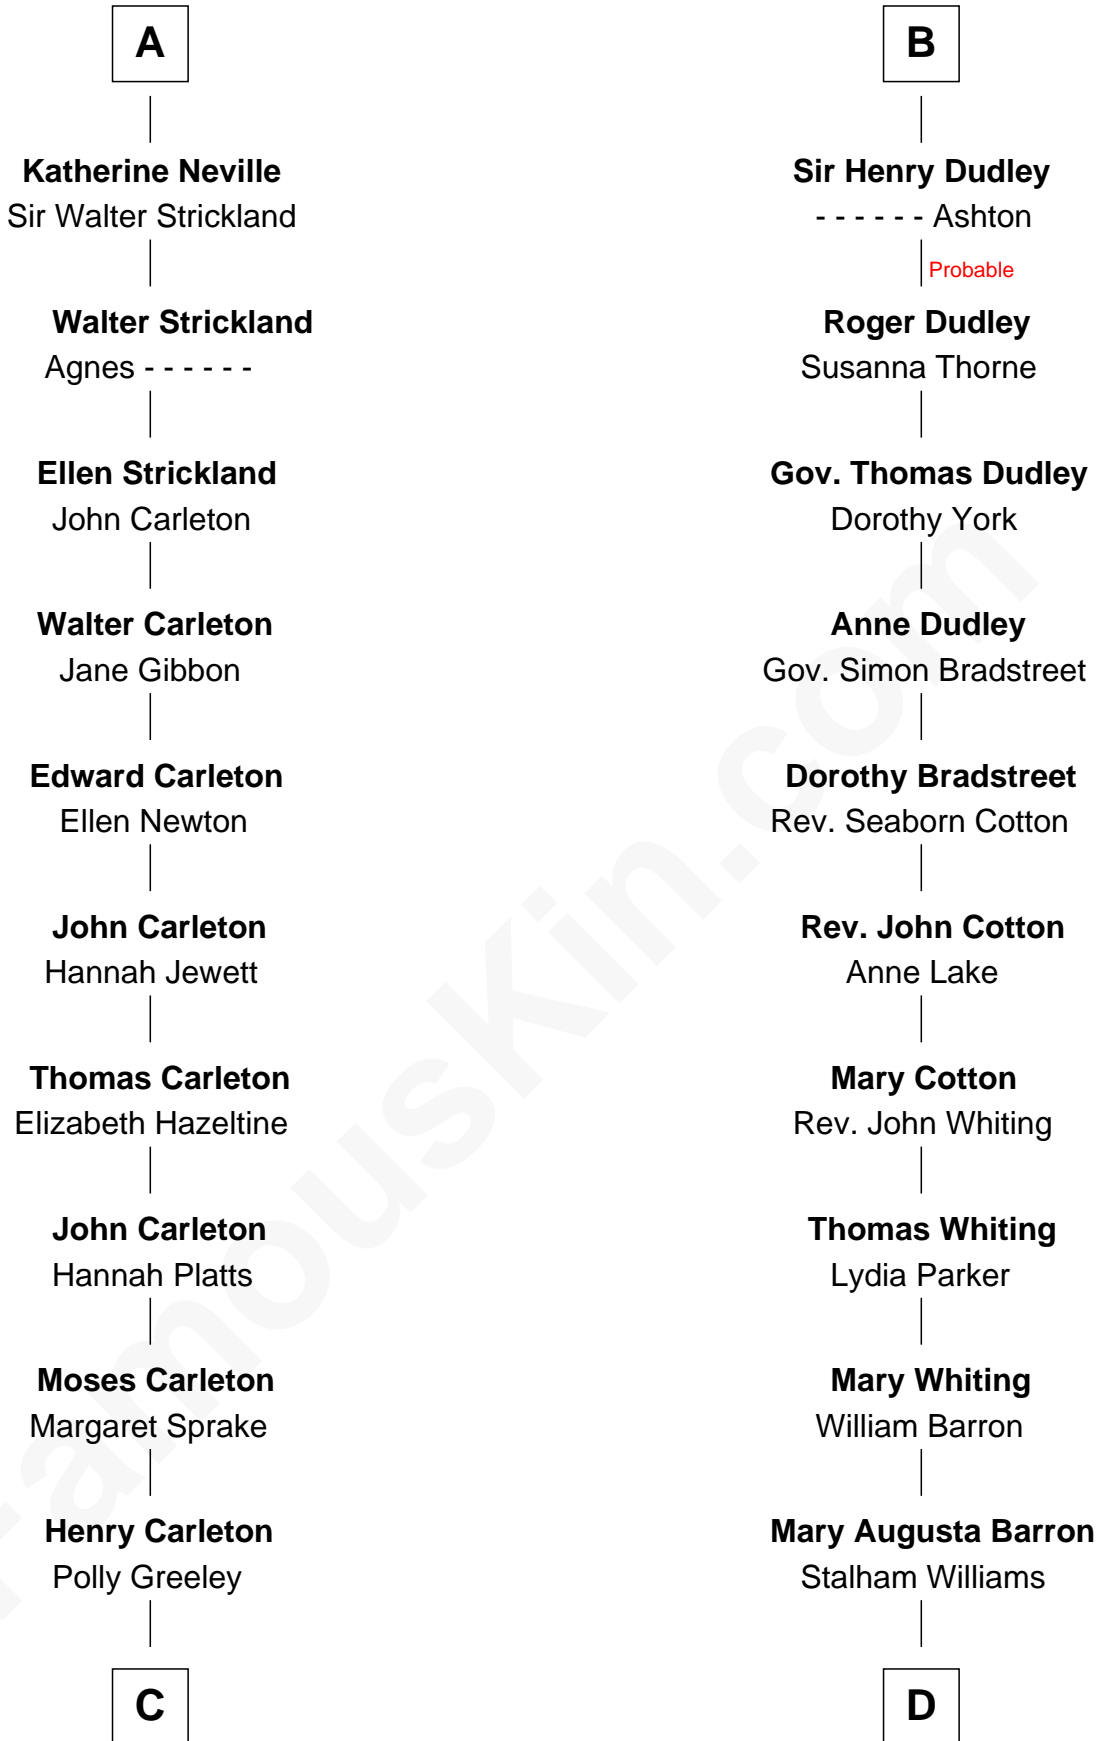 A
Katherine Neville
Sir Walter Strickland
Walter Strickland
Agnes - - - - - -
Ellen Strickland
John Carleton
Walter Carleton
Jane Gibbon
Edward Carleton
Ellen Newton
John Carleton
Hannah Jewett
Thomas Carleton
Elizabeth Hazeltine
John Carleton
Hannah Platts
Moses Carleton
Margaret Sprake
Henry Carleton
Polly Greeley
C
B
Sir Henry Dudley
- - - - - - Ashton
Probable
Roger Dudley
Susanna Thorne
Gov. Thomas Dudley
Dorothy York
Anne Dudley
Gov. Simon Bradstreet
Dorothy Bradstreet
Rev. Seaborn Cotton
Rev. John Cotton
Anne Lake
Mary Cotton
Rev. John Whiting
Thomas Whiting
Lydia Parker
Mary Whiting
William Barron
Mary Augusta Barron
Stalham Williams
D
FamousKin.com